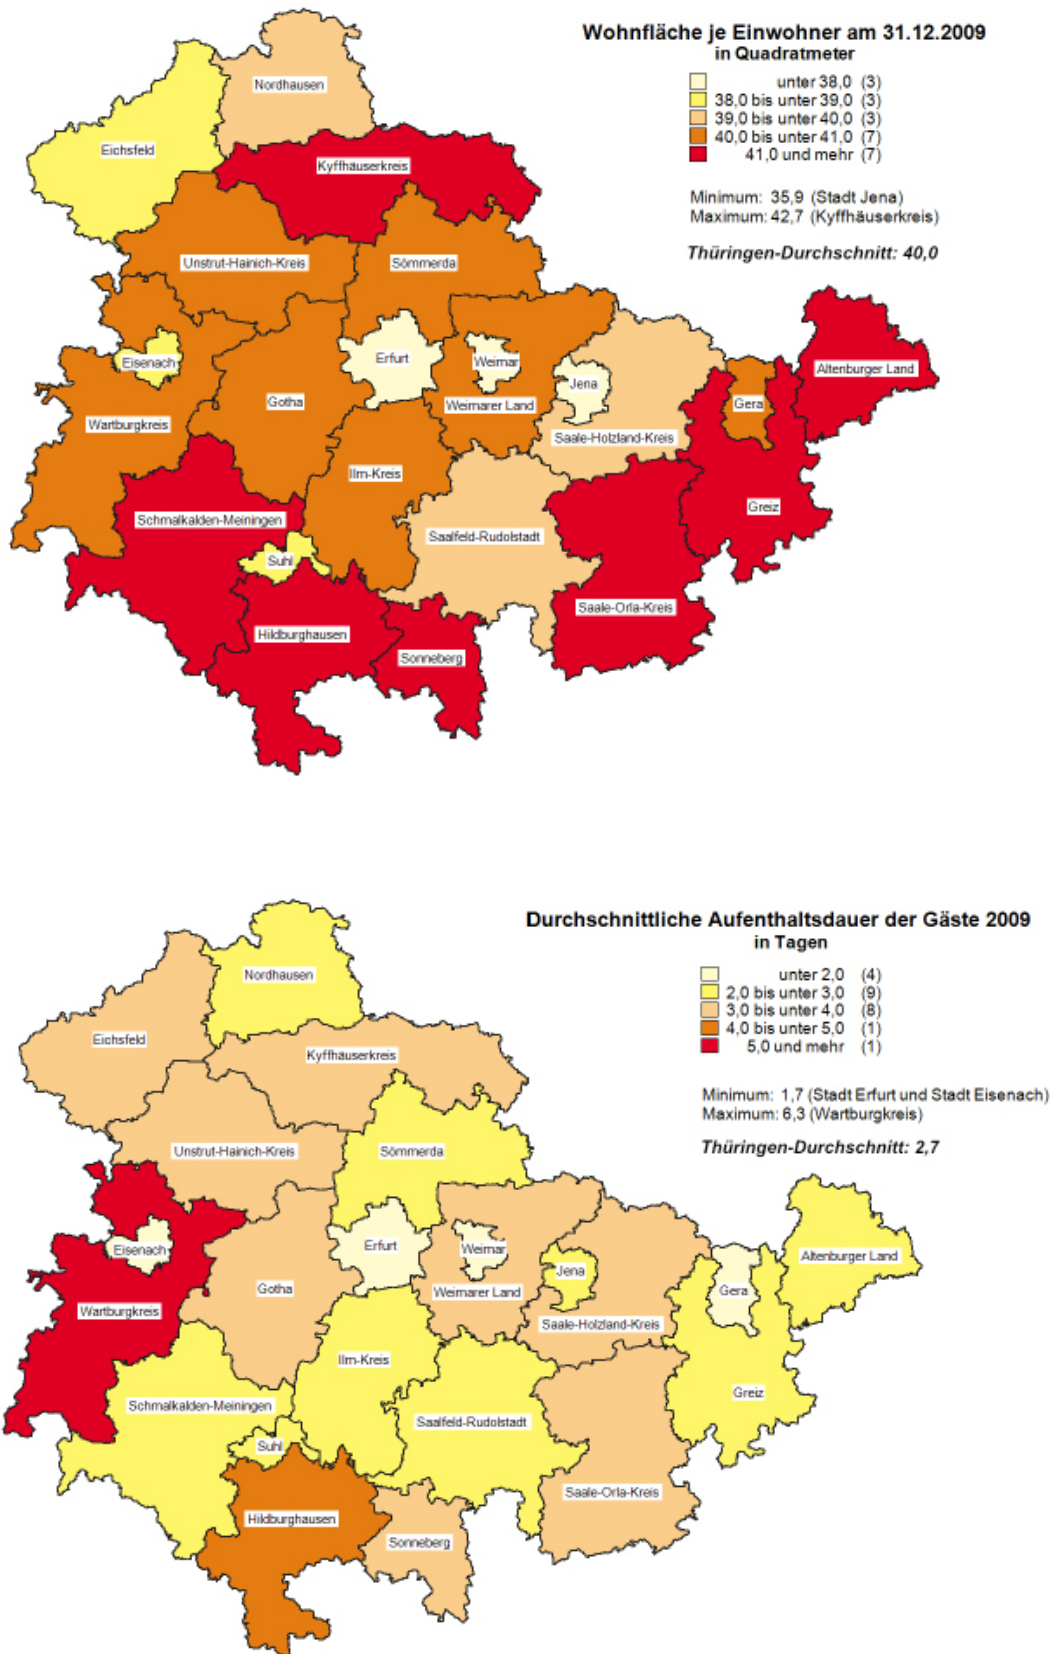 Wohnfläche je Einwohner am 31.12.2009
in Quadratmeter
unter 38,0 (3)
38,0 bis unter 39,0 (3)
39,0 bis unter 40,0 (3)
40,0 bis unter 41,0 (7)
41,0 und mehr (7)
Minimum: 35,9 (Stadt Jena)
Maximum: 42,7 (Kyffhäuserkreis)
Thüringen-Durchschnitt: 40,0
Nordhausen
Eichsfeld
Kyffhäuserkreis
Unstrut-Hainich-Kreis
Sömmerda
Eisenach
Erfurt
Weimar
Jena
Altenburger Land
Gotha
Weimarer Land
Gera
Wartburgkreis
Saale-Holzland-Kreis
Ilm-Kreis
Greiz
Schmalkalden-Meiningen
Saalfeld-Rudolstadt
Suhl
Saale-Orla-Kreis
Hildburghausen
Sonneberg
Durchschnittliche Aufenthaltsdauer der Gäste 2009
in Tagen
unter 2,0 (4)
2,0 bis unter 3,0 (9)
3,0 bis unter 4,0 (8)
4,0 bis unter 5,0 (1)
5,0 und mehr (1)
Minimum: 1,7 (Stadt Erfurt und Stadt Eisenach)
Maximum: 6,3 (Wartburgkreis)
Thüringen-Durchschnitt: 2,7
Nordhausen
Eichsfeld
Kyffhäuserkreis
Unstrut-Hainich-Kreis
Sömmerda
Eisenach
Erfurt
Weimar
Altenburger Land
Jena
Gotha
Weimarer Land
Gera
Wartburgkreis
Saale-Holzland-Kreis
Ilm-Kreis
Greiz
Schmalkalden-Meiningen
Saalfeld-Rudolstadt
Suhl
Saale-Orla-Kreis
Hildburghausen
Sonneberg